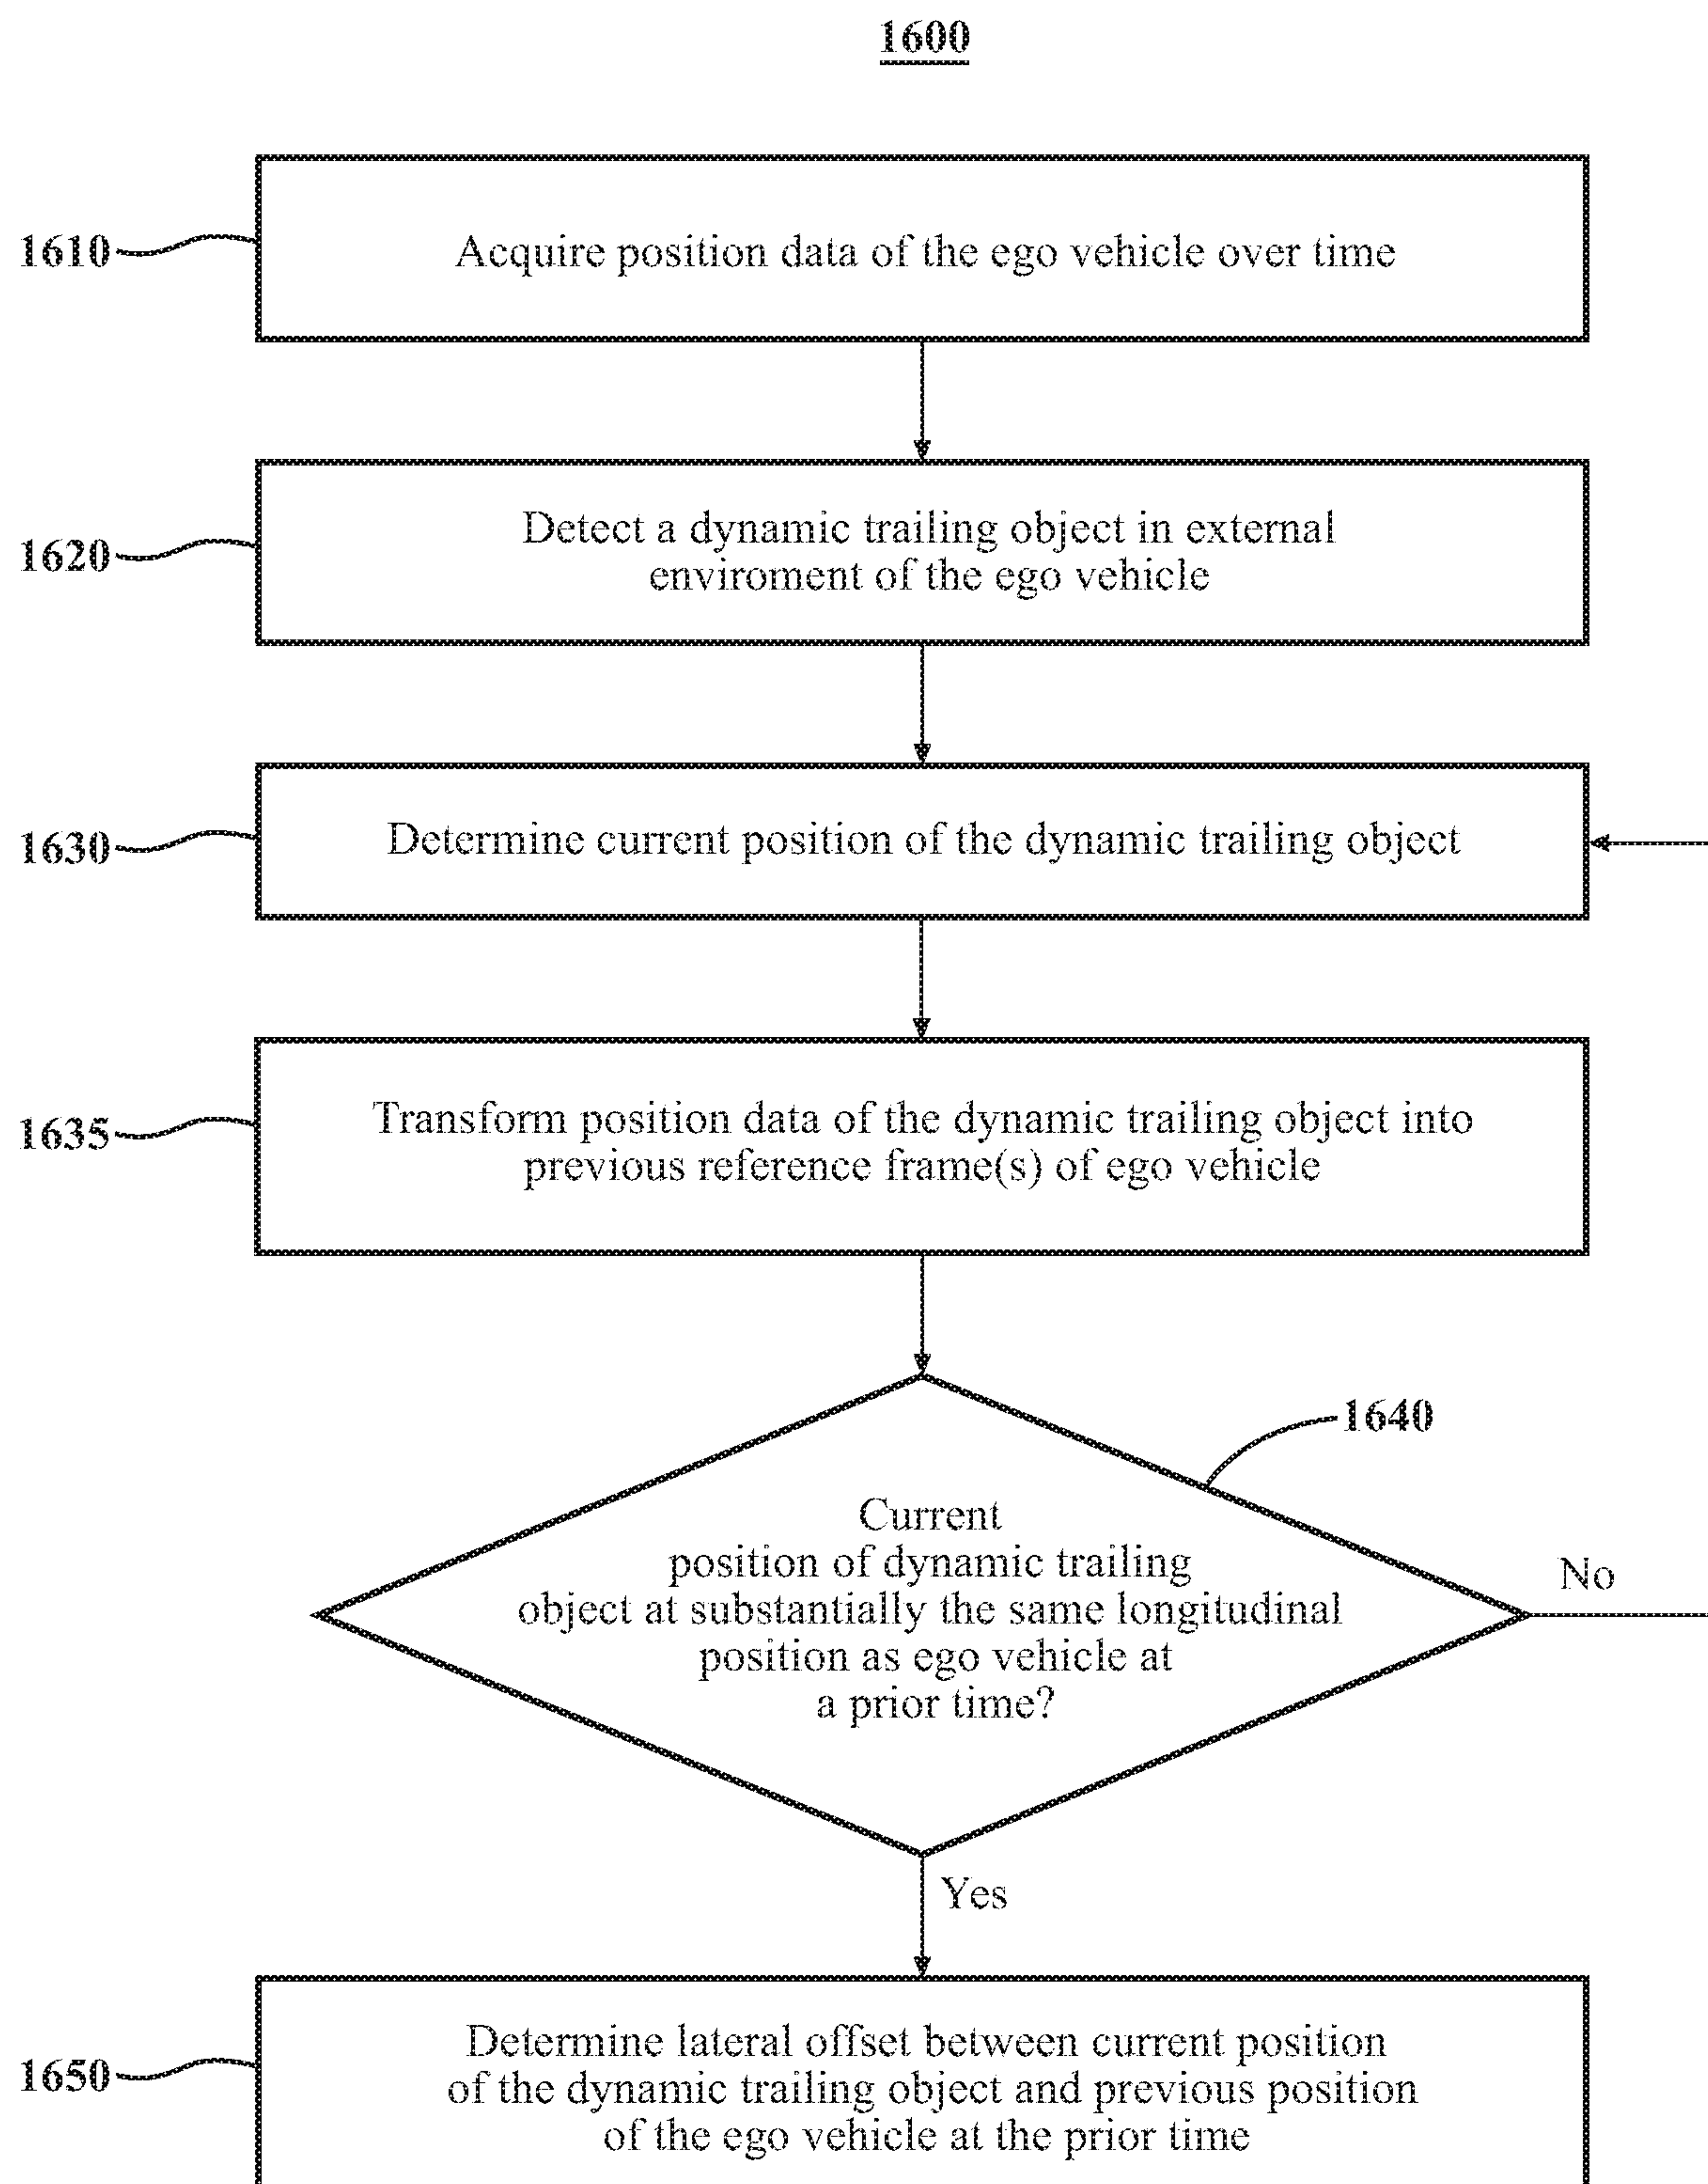 1600
1610
Acquire position data of the ego vehicle over time
1620
Detect a dynamic trailing object in external
enviroment of the ego vehicle
1630
Determine current position of the dynamic trailing object
1635
Transform position data of the dynamic trailing object into
previous reference frame(s) of ego vehicle
1640
Current
position of dynamic trailing
object at substantially the same longitudinal
position as ego vehicle at
a prior time?
No
Yes
1650
Determine lateral offset between current position
of the dynamic trailing object and previous position
of the ego vehicle at the prior time